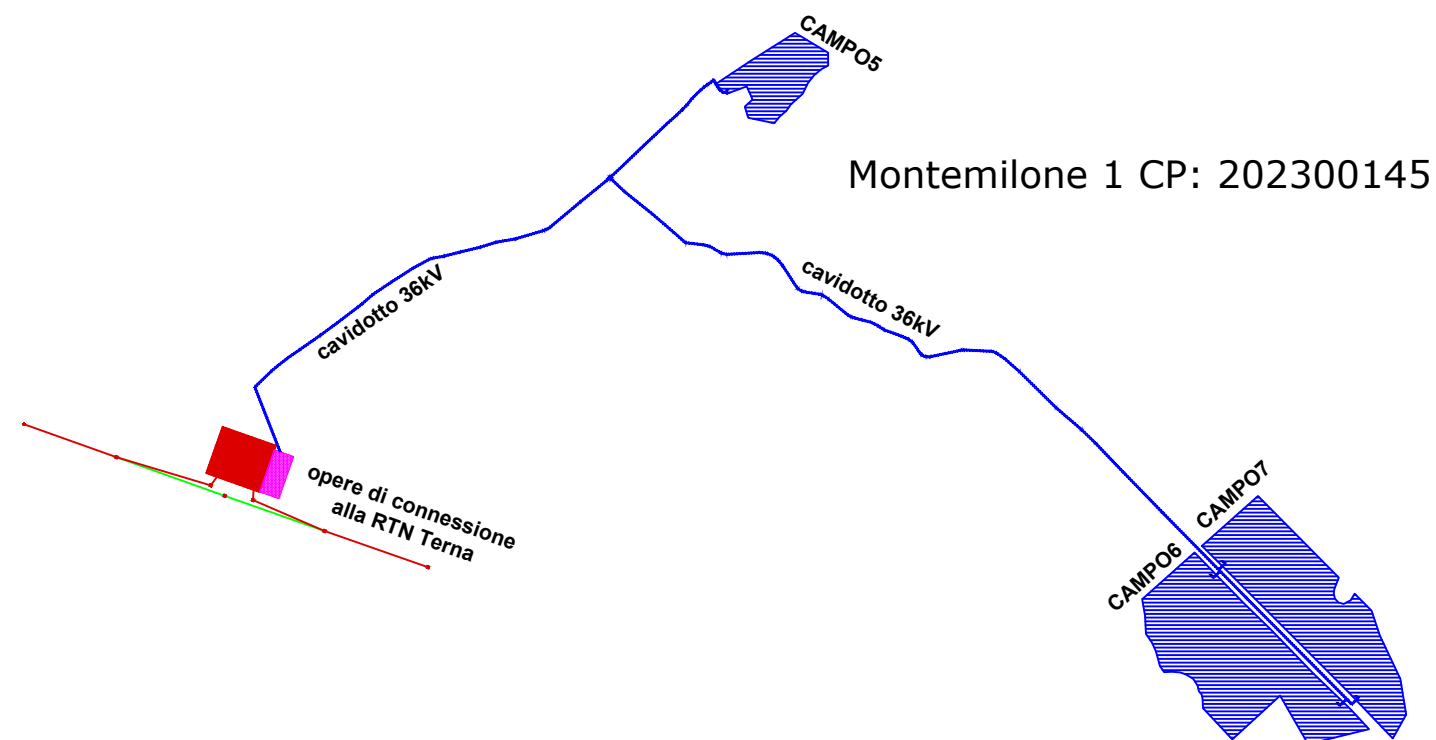 CAMPO5
Montemilone 1 CP: 202300145
cavidotto 36kV
cavidotto 36kV
opere di connessione
alla RTN Terna
CAMPO7
CAMPO6